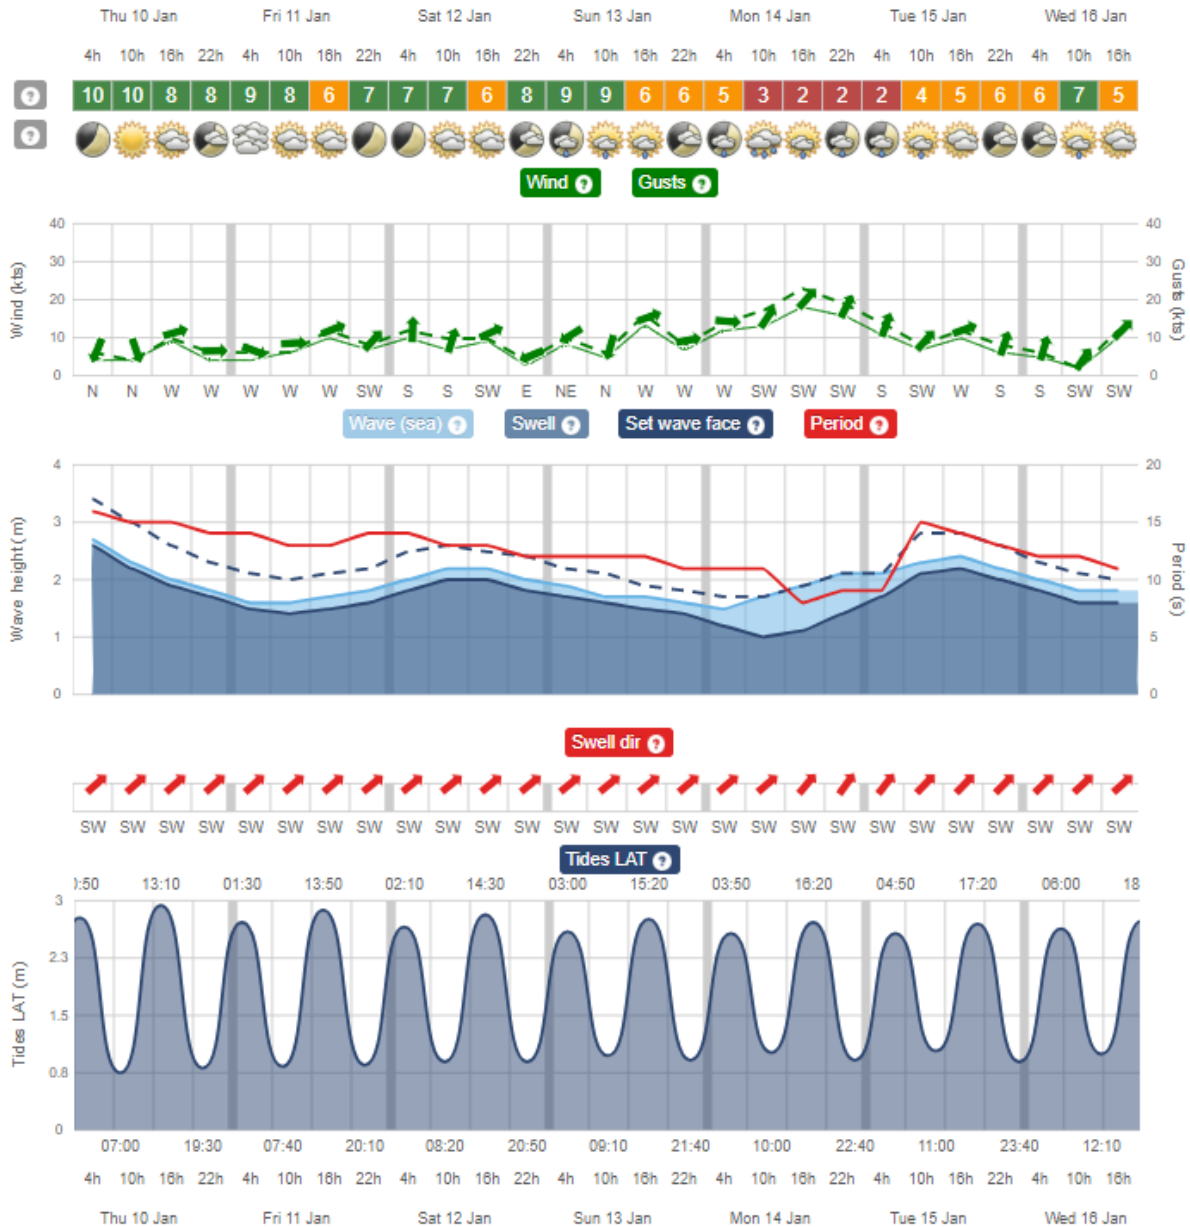 Thu 10 Jan Fri 11 Jan Sat 12 Jan Sun 13 Jan Mon 14 Jan Tue 15 Jan Wed 16 Jan
4h 10h 16h 22h 4h 10h 16h 22h 4h 10h 16h 22h 4h 10h 16h 22h 4h 10h 16h 22h 4h 10h 16h 22h 4h 10h 16h
? 10 10 8 8 9 8 6 7 7 7 6 8 9 9 6 6 5 3 2 2 2 4 5 6 6 7 5
?
Wind ? Gusts ?
40 40
30 30
20 20
10 10
0 0
Wind (kts)
Gusts (kts)
N N W W W W W SW S S SW E NE N W W W SW SW SW S SW W S S SW SW
Wave (sea) ? Swell ? Set wave face ? Period ?
4 20
3 15
2 10
1 5
0 0
Wave height (m)
Period (s)
Swell dir ?
SW SW SW SW SW SW SW SW SW SW SW SW SW SW SW SW SW SW SW SW SW SW SW SW SW SW SW
Tides LAT ?
):50 13:10 01:30 13:50 02:10 14:30 03:00 15:20 03:50 16:20 04:50 17:20 06:00 18
3
2.3
1.5
0.8
0
Tides LAT (m)
07:00 19:30 07:40 20:10 08:20 20:50 09:10 21:40 10:00 22:40 11:00 23:40 12:10
4h 10h 16h 22h 4h 10h 16h 22h 4h 10h 16h 22h 4h 10h 16h 22h 4h 10h 16h 22h 4h 10h 16h 22h 4h 10h 16h
Thu 10 Jan Fri 11 Jan Sat 12 Jan Sun 13 Jan Mon 14 Jan Tue 15 Jan Wed 16 Jan